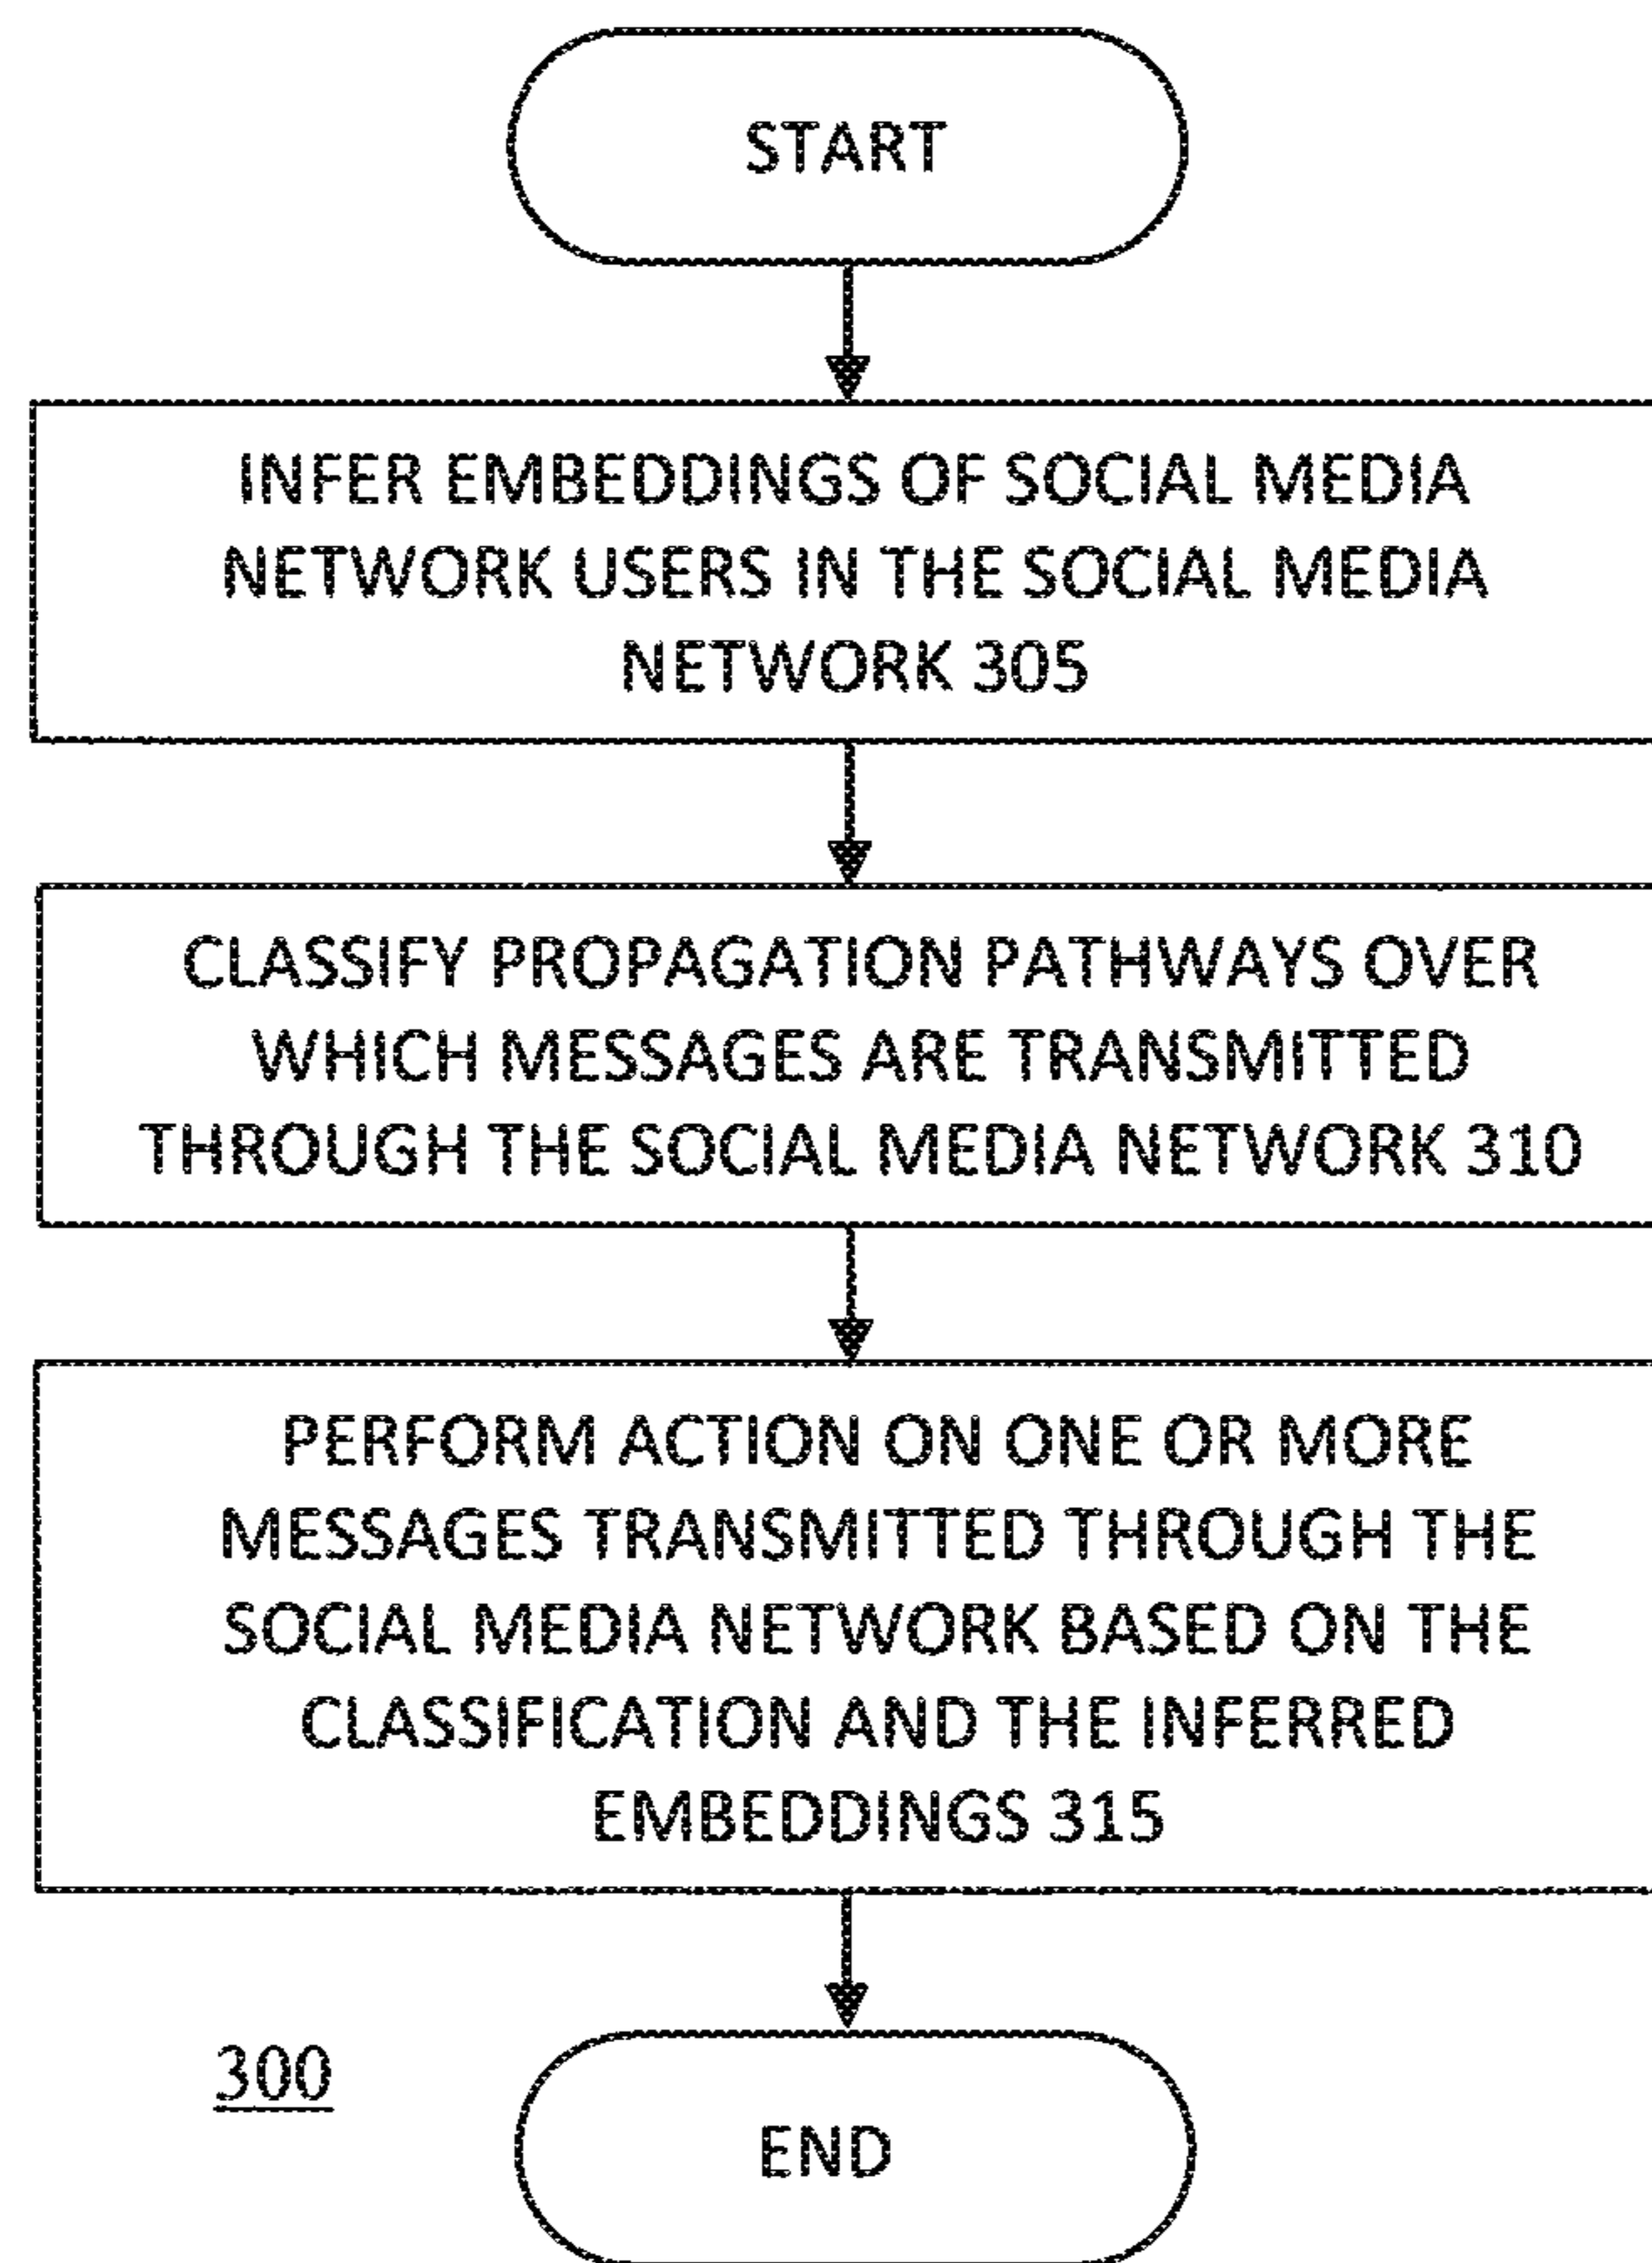 START
INFER EMBEDDINGS OF SOCIAL MEDIA
NETWORK USERS IN THE SOCIAL MEDIA
NETWORK 305
CLASSIFY PROPAGATION PATHWAYS OVER
WHICH MESSAGES ARE TRANSMITTED
THROUGH THE SOCIAL MEDIA NETWORK 310
PERFORM ACTION ON ONE OR MORE
MESSAGES TRANSMITTED THROUGH THE
SOCIAL MEDIA NETWORK BASED ON THE
CLASSIFICATION AND THE INFERRED
EMBEDDINGS 315
300
END